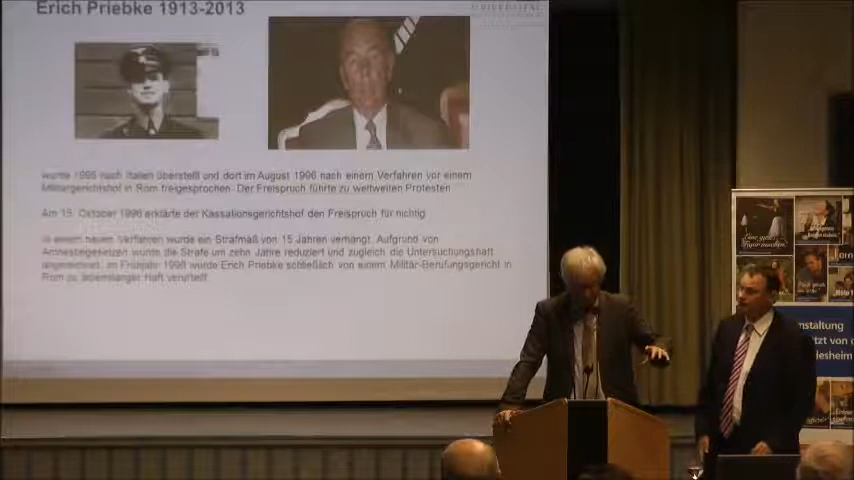 Erich Priebke 1913-2013
wurde 1995 nach Italien überstellt und dort im August 1996 nach einem Verfahren vor einem
Militärgerichtshof in Rom freigesprochen. Der Freispruch führte zu weltweiten Protesten
Am 15. Oktober 1996 erklärte der Kassationsgerichtshof den Freispruch für nichtig
In einem neuen Verfahren wurde ein Strafmaß von 15 Jahren verhängt. Aufgrund von
Amnestiegesetzen wurde die Strafe um zehn Jahre reduziert und zugleich die Untersuchungshaft
angerechnet. Im Frühjahr 1998 wurde Erich Priebke schließlich von einem Militär-Berufungsgericht in
Rom zu lebenslanger Haft verurteilt